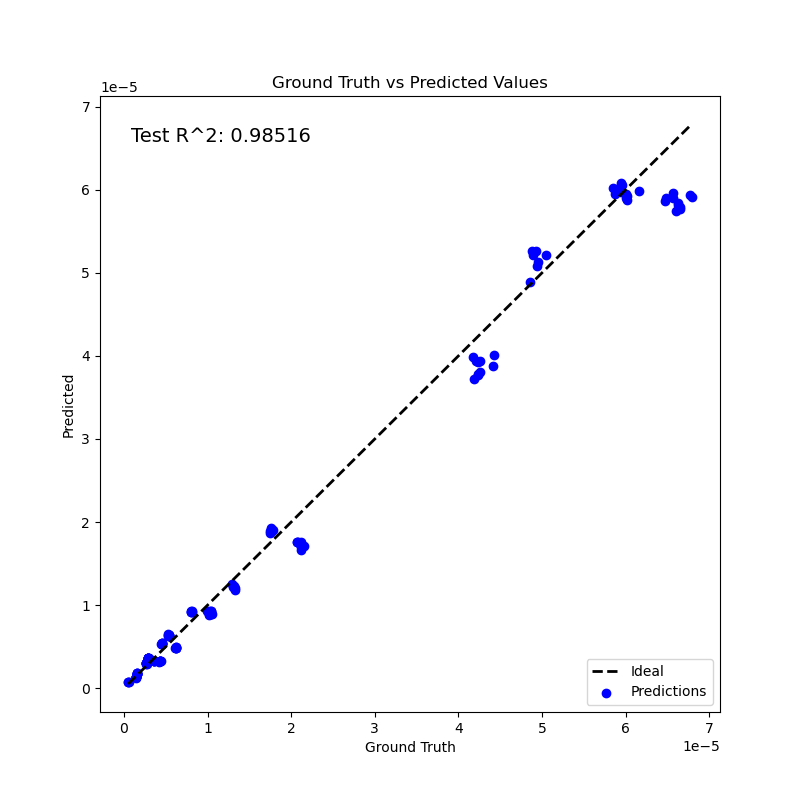 Ground Truth vs Predicted Values
1e−5
Test R^2: 0.98516
7
6
5
4
3
2
1
0
Predicted
Ideal
Predictions
0 1 2 3 4 5 6 7
Ground Truth
1e−5